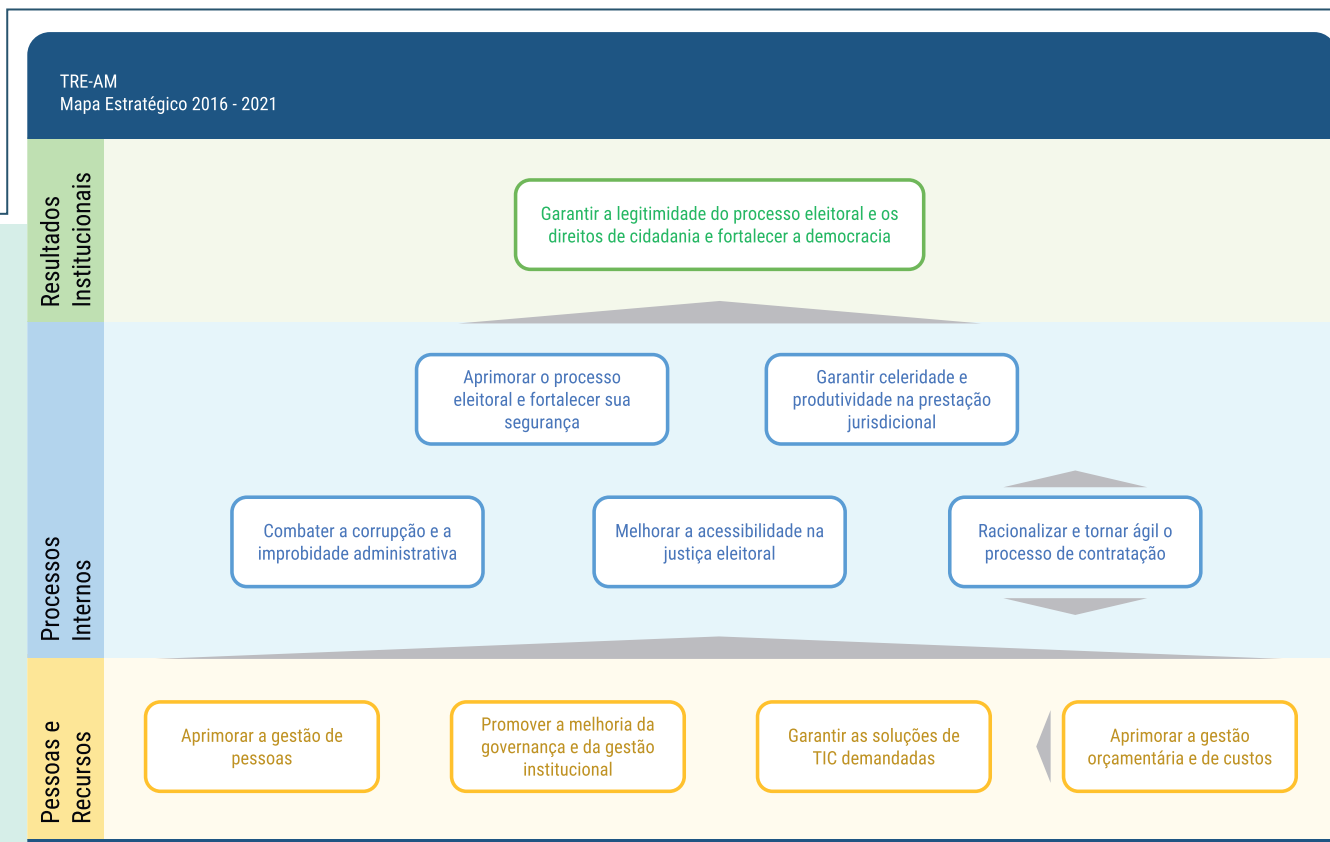 TRE-AM
Mapa Estratégico 2016 - 2021
Resultados
Institucionais
Garantir a legitimidade do processo eleitoral e os
direitos de cidadania e fortalecer a democracia
Processos
Internos
Aprimorar o processo
eleitoral e fortalecer sua
segurança
Garantir celeridade e
produtividade na prestação
jurisdicional
Combater a corrupção e a
improbidade administrativa
Melhorar a acessibilidade na
justiça eleitoral
Racionalizar e tornar ágil o
processo de contratação
Pessoas e
Recursos
Aprimorar a gestão de
pessoas
Promover a melhoria da
governança e da gestão
institucional
Garantir as soluções de
TIC demandadas
Aprimorar a gestão
orçamentária e de custos